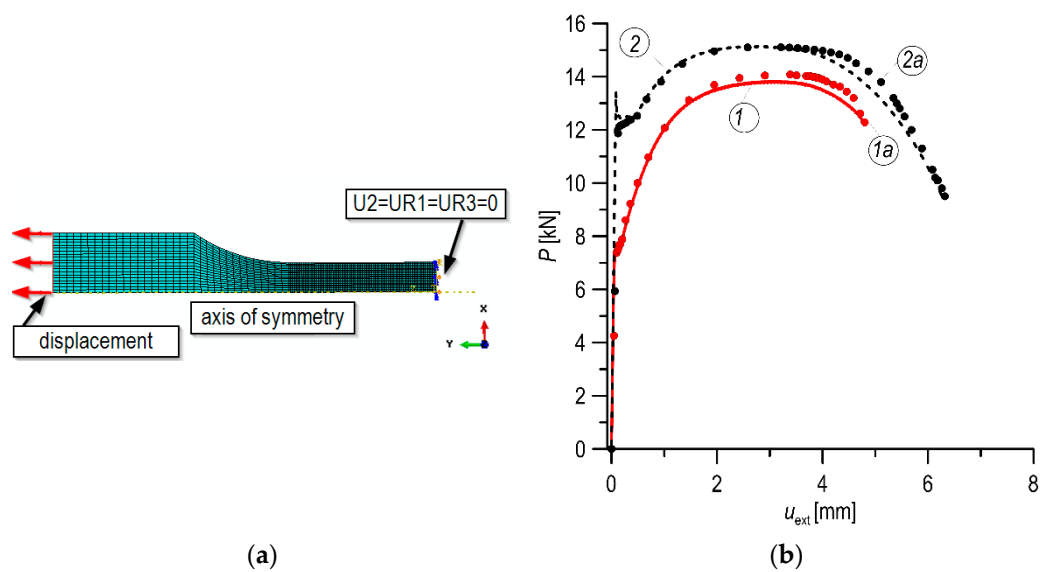 U2=UR1=UR3=0
axis of symmetry
displacement
X
Y
(a)
P [kN]
16
14
12
10
8
6
4
2
0
2
2a
1
1a
0
2
4
6
8
uext [mm]
(b)